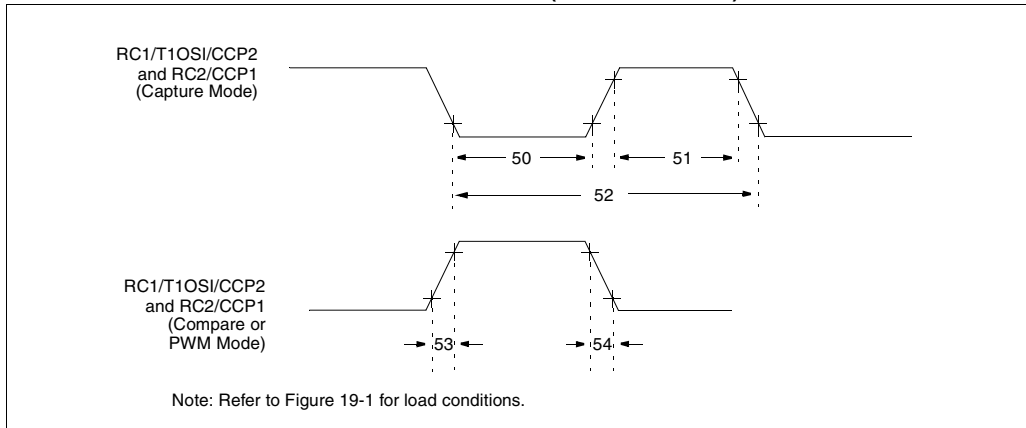 RC1/T1OSI/CCP2
and RC2/CCP1
(Capture Mode)
50
51
52
RC1/T1OSI/CCP2
and RC2/CCP1
(Compare or
PWM Mode)
53
54
Note: Refer to Figure 19-1 for load conditions.